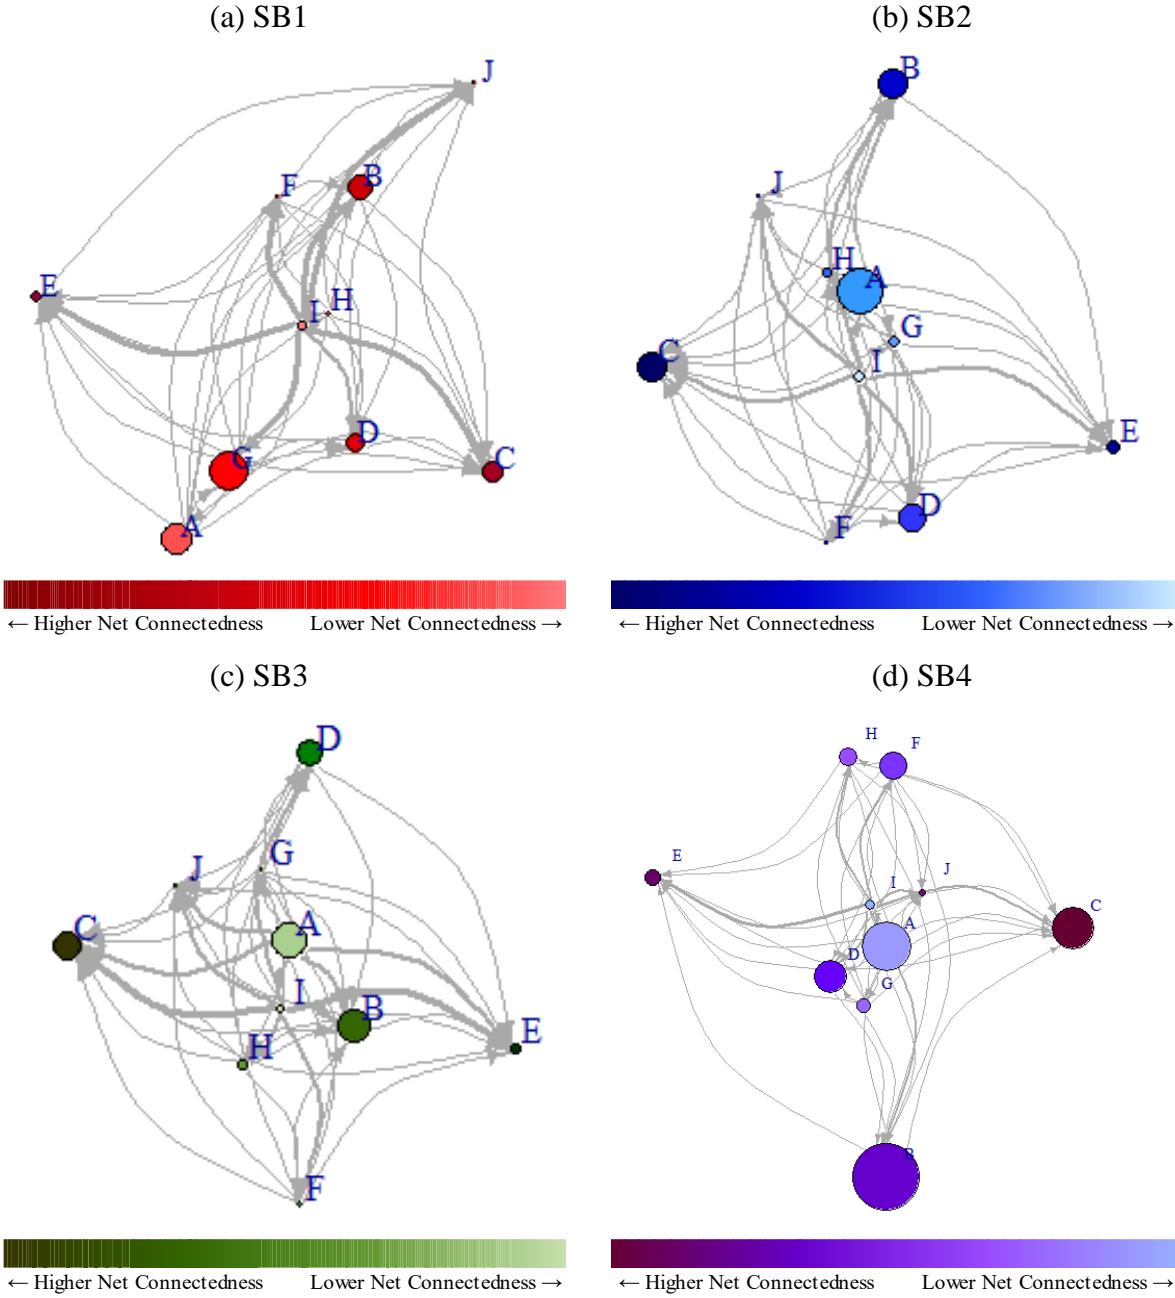 (a) SB1
(b) SB2
J
B
F
B
J
E
H
I
H
A
G
C
I
D
G
C
E
A
D
F
← Higher Net Connectedness Lower Net Connectedness →
← Higher Net Connectedness Lower Net Connectedness →
(c) SB3
(d) SB4
D
H
F
G
J
E
J
I
C
A
C
A
D
I
G
B
E
H
F
B
← Higher Net Connectedness Lower Net Connectedness →
← Higher Net Connectedness Lower Net Connectedness →